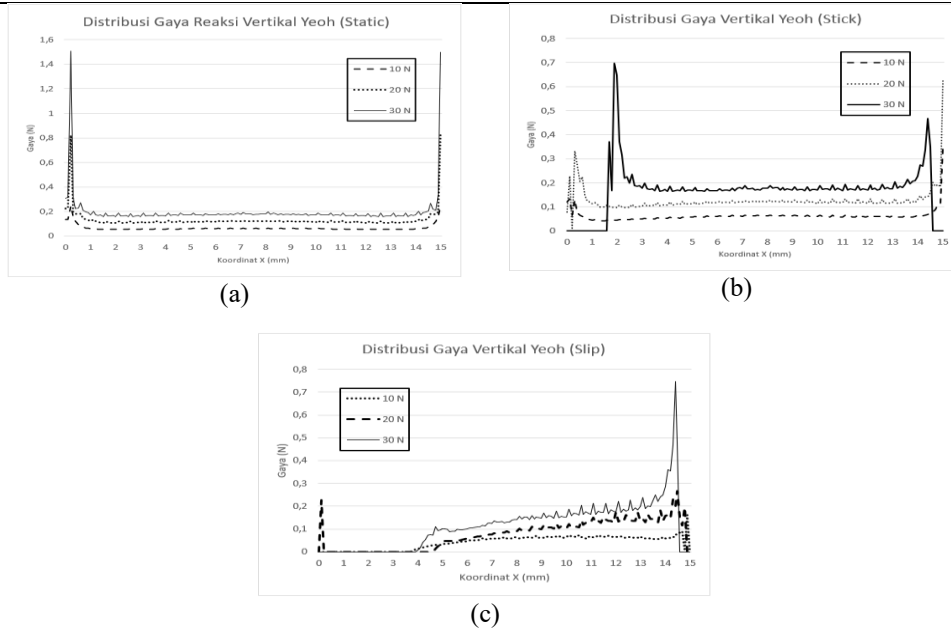 Distribusi Gaya Reaksi Vertikal Yeoh (Static)
1,6
1,4
1,2
1
0,8
0,6
0,4
0,2
0
Gaya (N)
10 N
20 N
30 N
0 1 2 3 4 5 6 7 8 9 10 11 12 13 14 15
Koordinat X (mm)
(a)
Distribusi Gaya Vertikal Yeoh (Stick)
0,8
0,7
0,6
0,5
0,4
0,3
0,2
0,1
0
Gaya (N)
10 N
20 N
30 N
0 1 2 3 4 5 6 7 8 9 10 11 12 13 14 15
Koordinat X (mm)
(b)
Distribusi Gaya Vertikal Yeoh (Slip)
0,8
0,7
0,6
0,5
0,4
0,3
0,2
0,1
0
Gaya (N)
10 N
20 N
30 N
0 1 2 3 4 5 6 7 8 9 10 11 12 13 14 15
Koordinat X (mm)
(c)